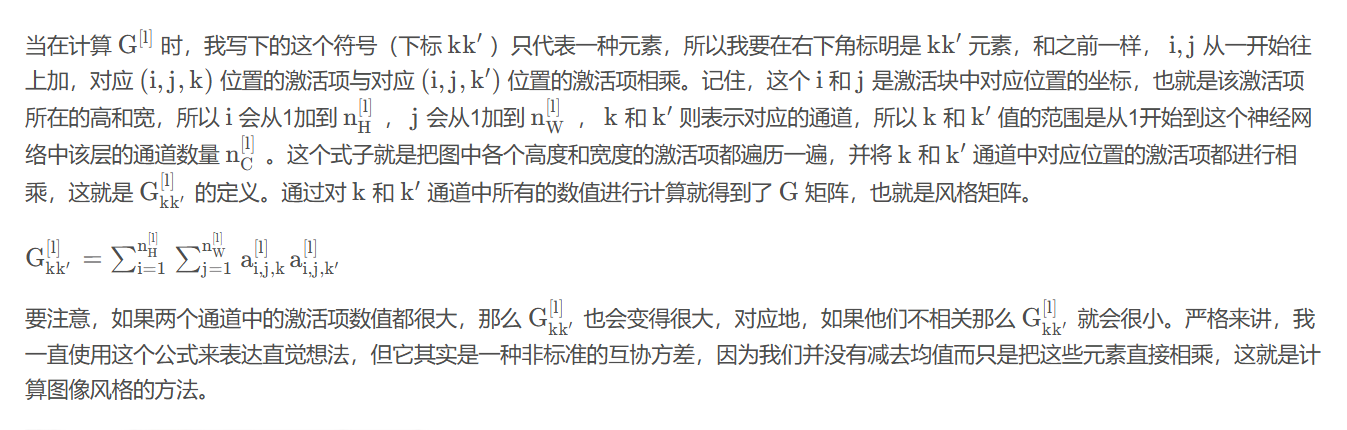 当在计算 G^[l] 时，我写下的这个符号（下标 kk′ ）只代表一种元素，所以我要在右下角标明是 kk′ 元素，和之前一样， i, j 从一开始往
上加，对应 (i, j, k) 位置的激活项与对应 (i, j, k′) 位置的激活项相乘。记住，这个 i 和 j 是激活块中对应位置的坐标，也就是该激活项
所在的高和宽，所以 i 会从1加到 n_H^[l] ， j 会从1加到 n_W^[l] ， k 和 k′ 则表示对应的通道，所以 k 和 k′ 值的范围是从1开始到这个神经网
络中该层的通道数量 n_C^[l] 。这个式子就是把图中各个高度和宽度的激活项都遍历一遍，并将 k 和 k′ 通道中对应位置的激活项都进行相
乘，这就是 G_kk′^[l] 的定义。通过对 k 和 k′ 通道中所有的数值进行计算就得到了 G 矩阵，也就是风格矩阵。
G_kk′^[l] = ∑_{i=1}^{n_H^[l]} ∑_{j=1}^{n_W^[l]} a_{i,j,k}^[l] a_{i,j,k′}^[l]
要注意，如果两个通道中的激活项数值都很大，那么 G_kk′^[l] 也会变得很大，对应地，如果他们不相关那么 G_kk′^[l] 就会很小。严格来讲，我
一直使用这个公式来表达直觉想法，但它其实是一种非标准的互协方差，因为我们并没有减去均值而只是把这些元素直接相乘，这就是计
算图像风格的方法。